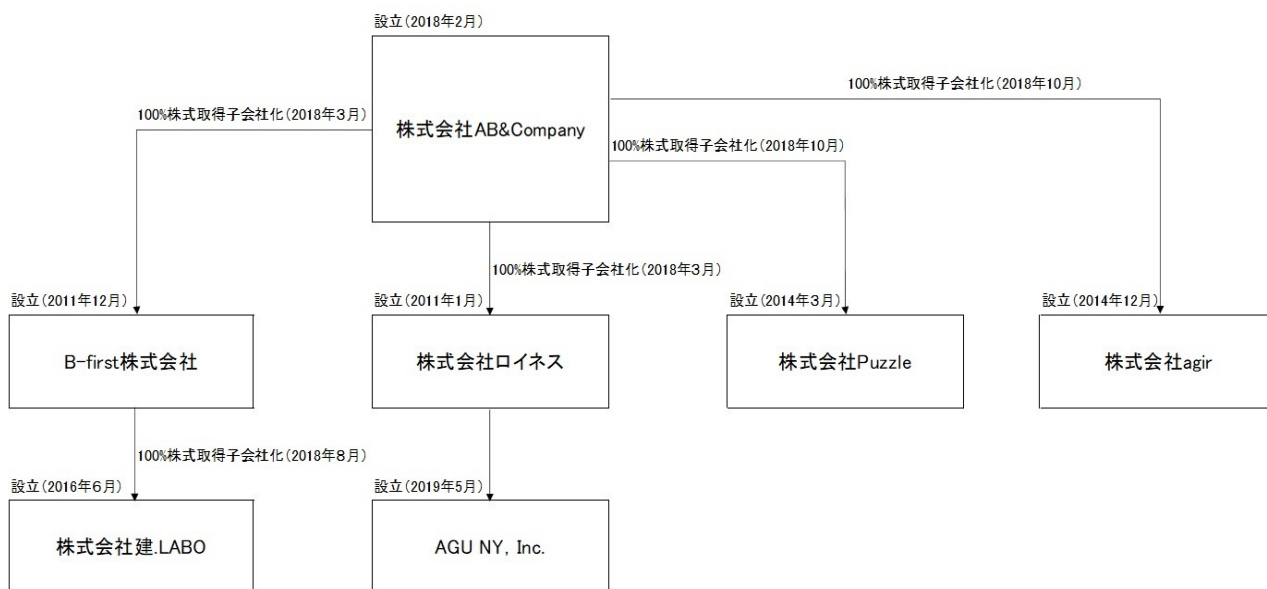 設立(2018年2月)
株式会社AB&Company
100%株式取得子会社化(2018年3月)
100%株式取得子会社化(2018年10月)
100%株式取得子会社化(2018年10月)
100%株式取得子会社化(2018年3月)
設立(2011年12月)
設立(2011年1月)
設立(2014年3月)
設立(2014年12月)
B-first株式会社
株式会社ロイネス
株式会社Puzzle
株式会社agir
100%株式取得子会社化(2018年8月)
設立(2016年6月)
設立(2019年5月)
株式会社建.LABO
AGU NY, Inc.